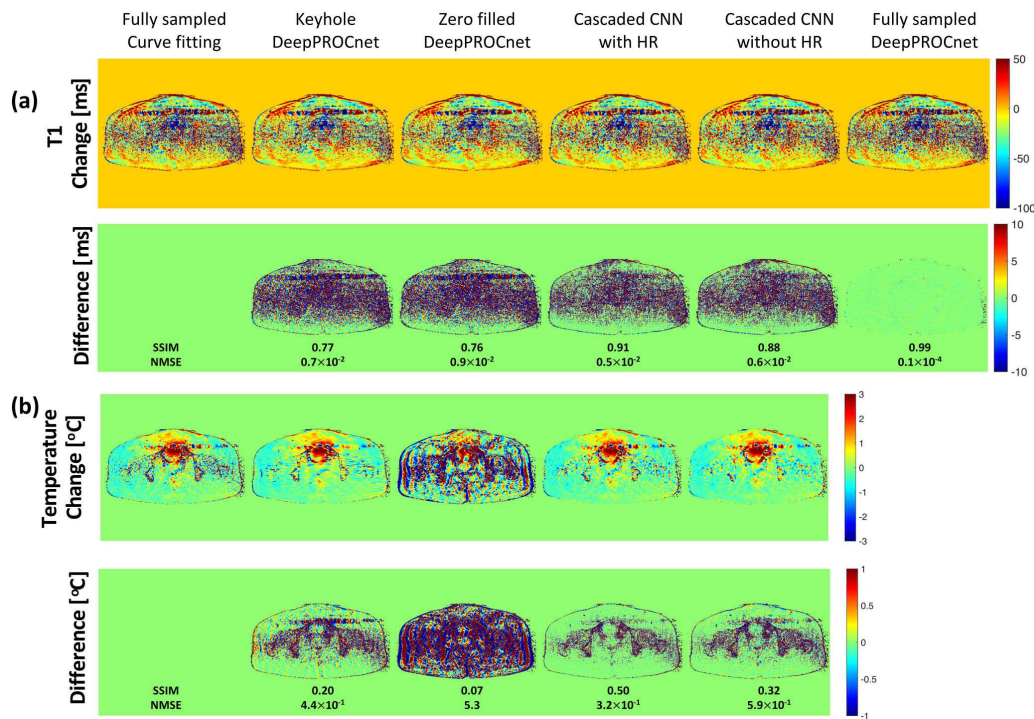 Fully sampled
Curve fitting
Keyhole
DeepPROCnet
Zero filled
DeepPROCnet
Cascaded CNN
with HR
Cascaded CNN
without HR
Fully sampled
DeepPROCnet
(a)
T1
Change [ms]
50
0
-50
-100
Difference [ms]
10
5
0
-5
-10
SSIM 0.77 0.76 0.91 0.88 0.99
NMSE 0.7×10⁻² 0.9×10⁻² 0.5×10⁻² 0.6×10⁻² 0.1×10⁻⁴
(b)
Temperature
Change [ºC]
3
2
1
0
-1
-2
-3
Difference [ºC]
1
0.5
0
-0.5
-1
SSIM 0.20 0.07 0.50 0.32
NMSE 4.4×10⁻¹ 5.3 3.2×10⁻¹ 5.9×10⁻¹